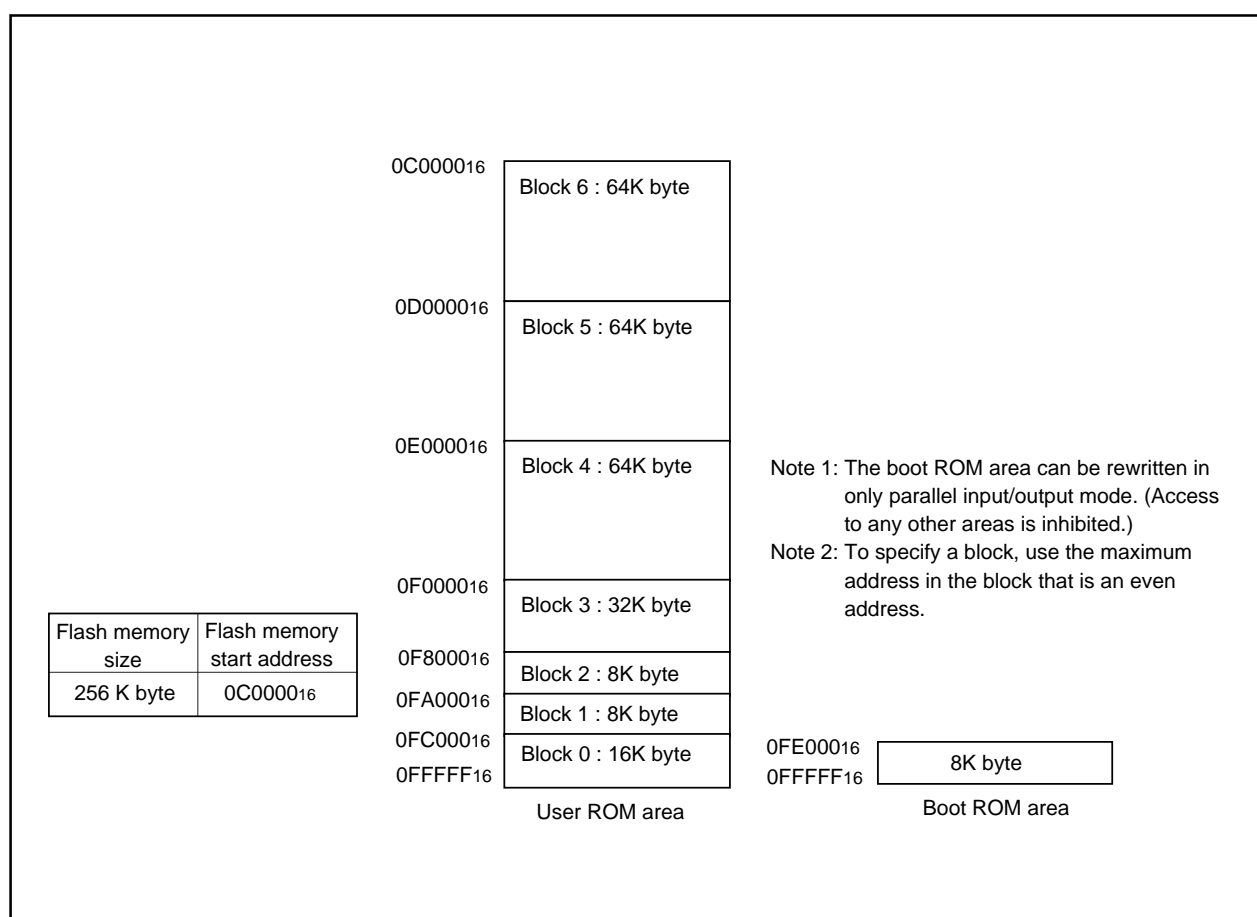 0C000016
Block 6 : 64K byte
0D000016
Block 5 : 64K byte
0E000016
Block 4 : 64K byte
Note 1: The boot ROM area can be rewritten in
only parallel input/output mode. (Access
to any other areas is inhibited.)
Note 2: To specify a block, use the maximum
address in the block that is an even
address.
0F000016
Block 3 : 32K byte
Flash memory
size
Flash memory
start address
256 K byte
0C000016
0F800016
Block 2 : 8K byte
0FA00016
Block 1 : 8K byte
0FC00016
Block 0 : 16K byte
0FFFFF16
User ROM area
0FE00016
8K byte
0FFFFF16
Boot ROM area